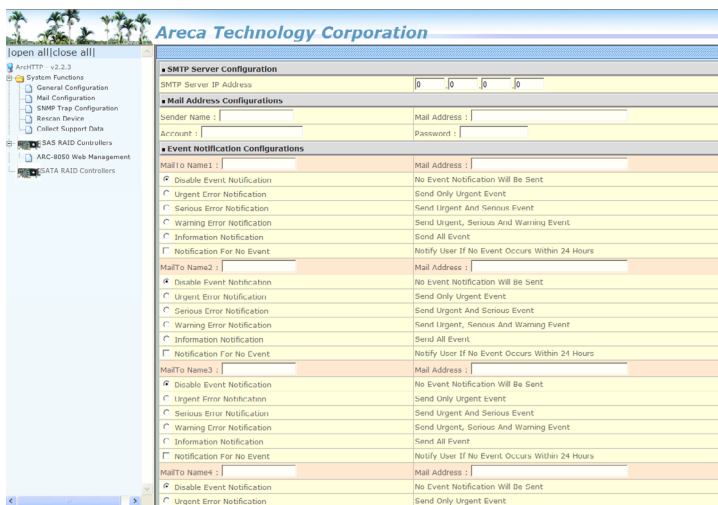 Areca Technology Corporation
|open all|close all|
ArcHTTP - v2.2.3
System Functions
General Configuration
Mail Configuration
SNMP Trap Configuration
Rescan Device
Collect Support Data
SAS RAID Controllers
ARC-8050 Web Management
SATA RAID Controllers
SMTP Server Configuration
SMTP Server IP Address 0 . 0 . 0 . 0
Mail Address Configurations
Sender Name : Mail Address :
Account : Password :
Event Notification Configurations
MailTo Name1 : Mail Address :
Disable Event Notification No Event Notification Will Be Sent
Urgent Error Notification Send Only Urgent Event
Serious Error Notification Send Urgent And Serious Event
Warning Error Notification Send Urgent, Serious And Warning Event
Information Notification Send All Event
Notification For No Event Notify User If No Event Occurs Within 24 Hours
MailTo Name2 : Mail Address :
Disable Event Notification No Event Notification Will Be Sent
Urgent Error Notification Send Only Urgent Event
Serious Error Notification Send Urgent And Serious Event
Warning Error Notification Send Urgent, Serious And Warning Event
Information Notification Send All Event
Notification For No Event Notify User If No Event Occurs Within 24 Hours
MailTo Name3 : Mail Address :
Disable Event Notification No Event Notification Will Be Sent
Urgent Error Notification Send Only Urgent Event
Serious Error Notification Send Urgent And Serious Event
Warning Error Notification Send Urgent, Serious And Warning Event
Information Notification Send All Event
Notification For No Event Notify User If No Event Occurs Within 24 Hours
MailTo Name4 : Mail Address :
Disable Event Notification No Event Notification Will Be Sent
Urgent Error Notification Send Only Urgent Event